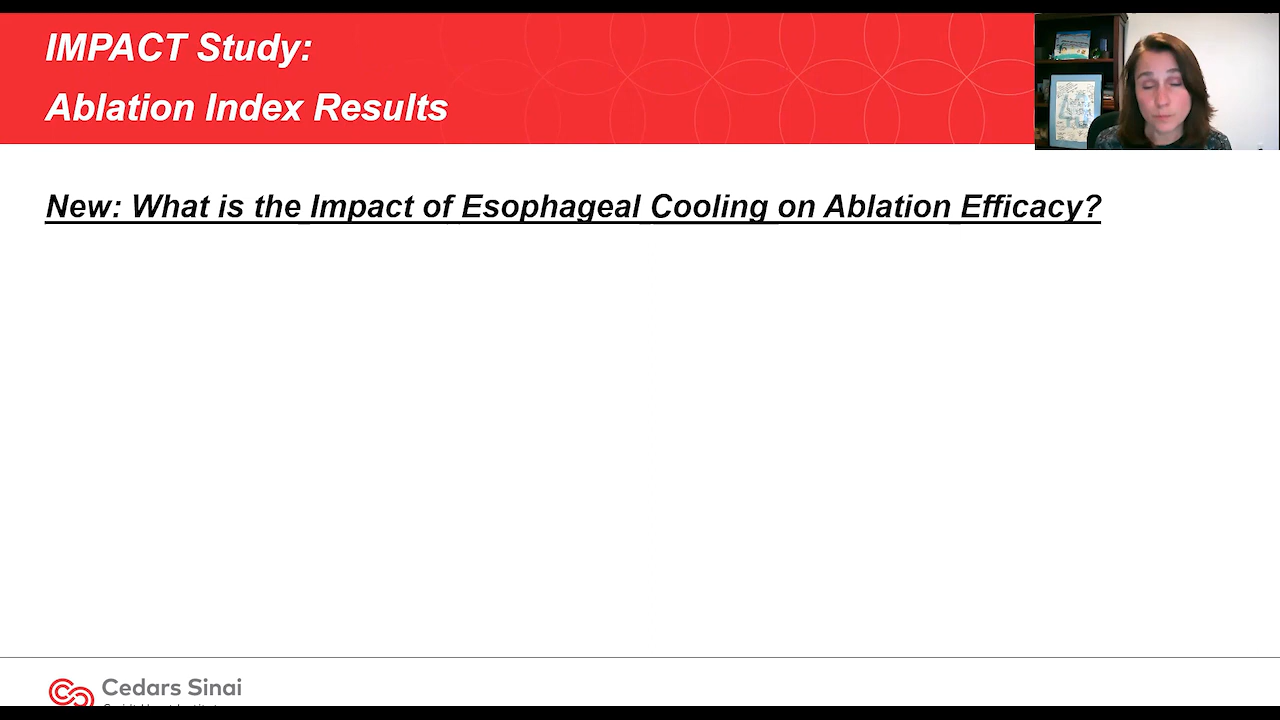 IMPACT Study:
Ablation Index Results
New: What is the Impact of Esophageal Cooling on Ablation Efficacy?
Cedars Sinai